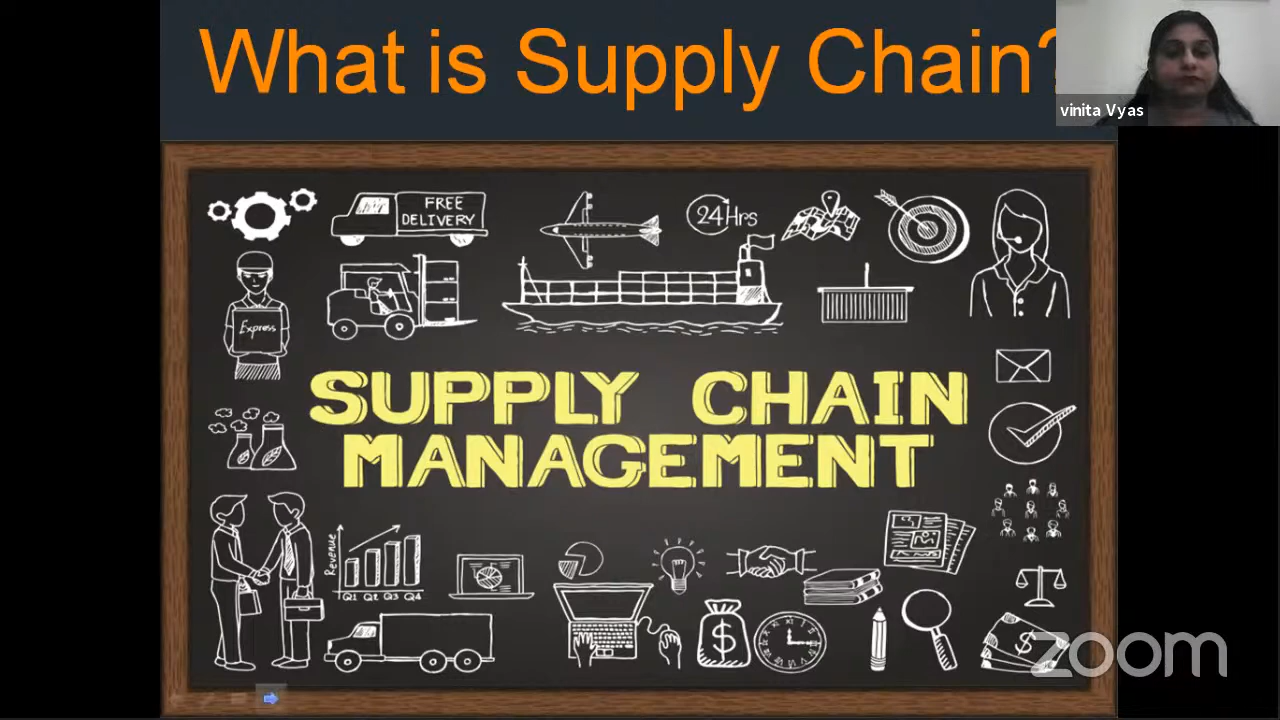 What is Supply Chain?
vinita Vyas
FREE
DELIVERY
24Hrs
Express
SUPPLY CHAIN
MANAGEMENT
Revenue
Q1 Q2 Q3 Q4
$
$
zoom